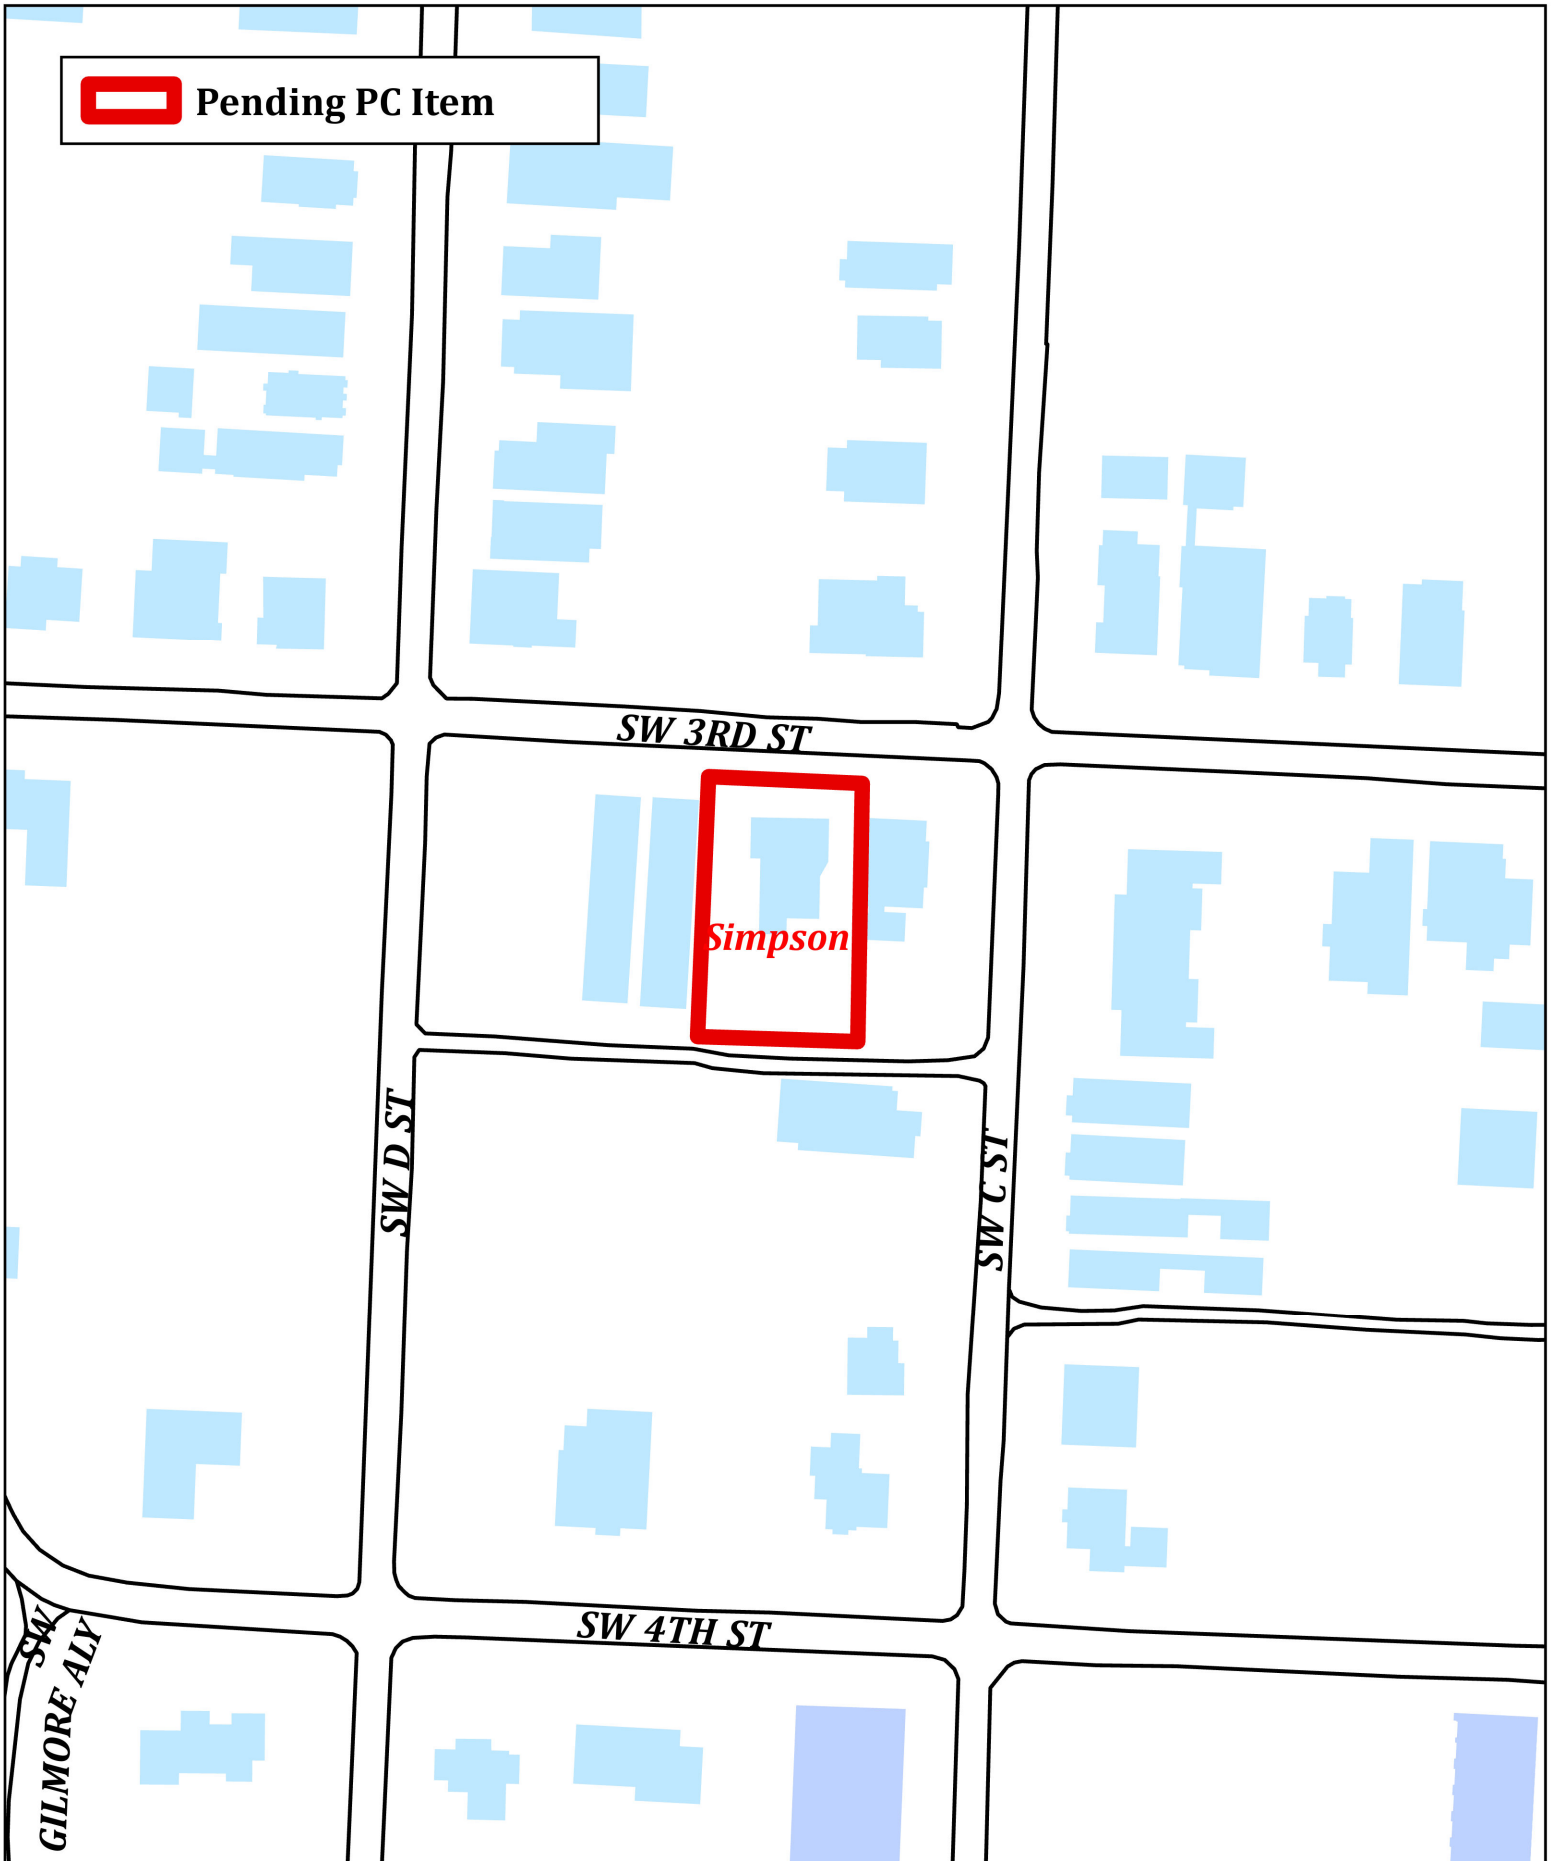 Pending PC Item
SW 3RD ST
Simpson
SW D ST
SW C ST
SW 4TH ST
SW
GILMORE ALY